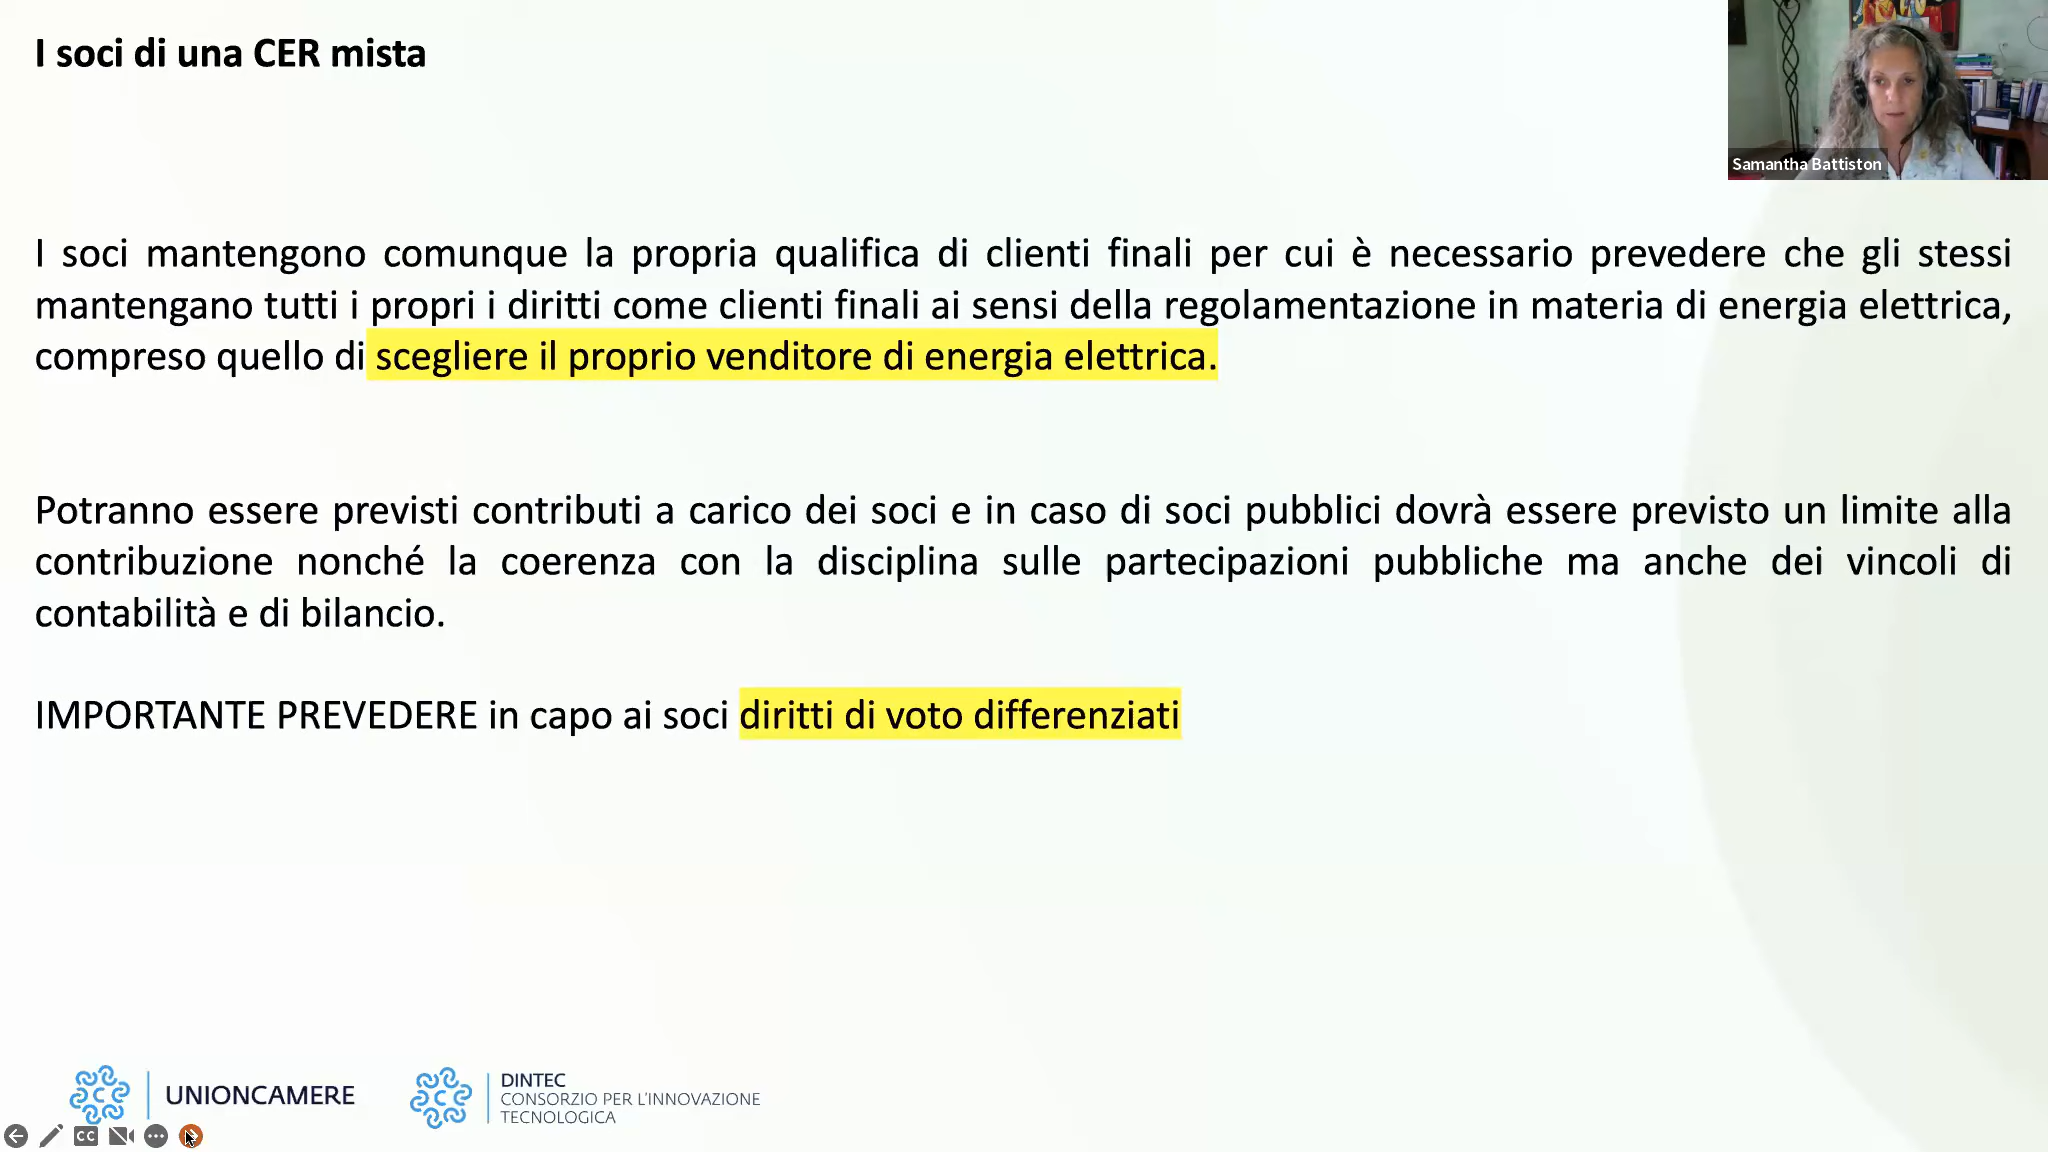 I soci di una CER mista
Samantha Battiston
I soci mantengono comunque la propria qualifica di clienti finali per cui è necessario prevedere che gli stessi
mantengano tutti i propri i diritti come clienti finali ai sensi della regolamentazione in materia di energia elettrica,
compreso quello di scegliere il proprio venditore di energia elettrica.
Potranno essere previsti contributi a carico dei soci e in caso di soci pubblici dovrà essere previsto un limite alla
contribuzione nonché la coerenza con la disciplina sulle partecipazioni pubbliche ma anche dei vincoli di
contabilità e di bilancio.
IMPORTANTE PREVEDERE in capo ai soci diritti di voto differenziati
UNIONCAMERE
DINTEC
CONSORZIO PER L'INNOVAZIONE
TECNOLOGICA
CC